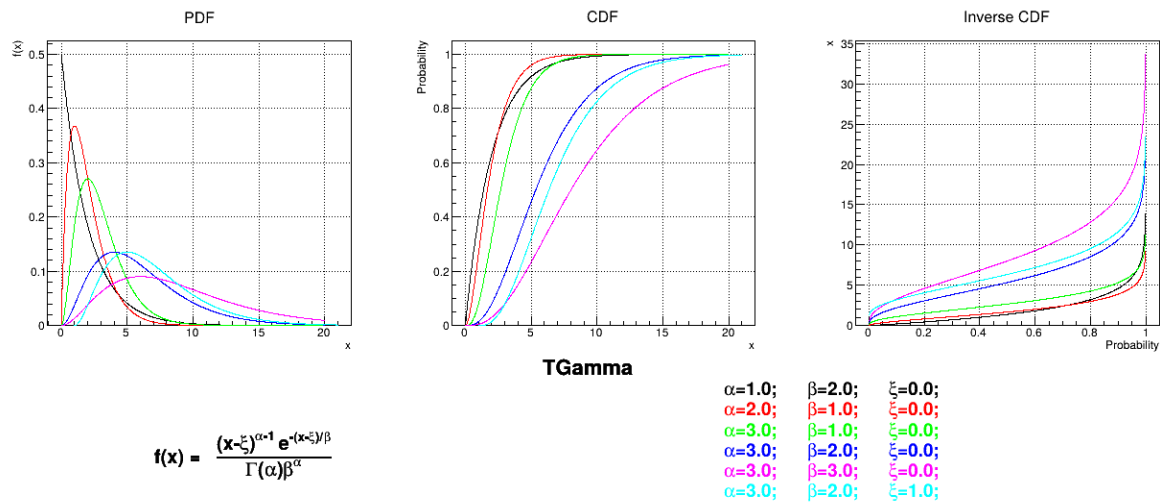 PDF
CDF
Inverse CDF
f(x)
0.5
0.4
0.3
0.2
0.1
0
0 5 10 15 20
x
Probability
1
0.8
0.6
0.4
0.2
0
0 5 10 15 20
x
x
35
30
25
20
15
10
5
0
0 0.2 0.4 0.6 0.8 1
Probability
TGamma
α=1.0; β=2.0; ξ=0.0;
α=2.0; β=1.0; ξ=0.0;
α=3.0; β=1.0; ξ=0.0;
α=3.0; β=2.0; ξ=0.0;
α=3.0; β=3.0; ξ=0.0;
α=3.0; β=2.0; ξ=1.0;
f(x) = (x-ξ)^α-1 e^-(x-ξ)/β
Γ(α)β^α